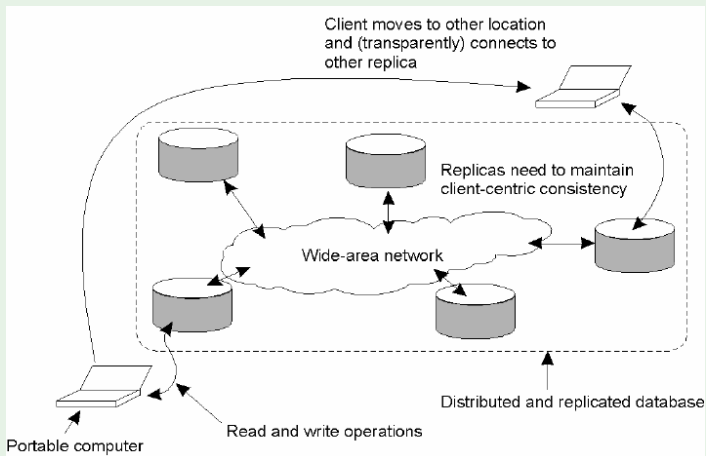 Client moves to other location
and (transparently) connects to
other replica
Replicas need to maintain
client-centric consistency
Wide-area network
Distributed and replicated database
Read and write operations
Portable computer